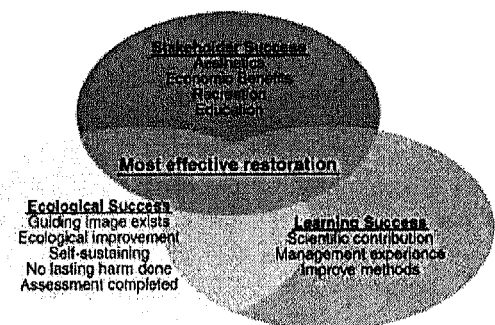 Stakeholder Success
Aesthetics
Economic Benefits
Recreation
Education
Most effective restoration
Ecological Success
Guiding image exists
Ecological improvement
Self-sustaining
No lasting harm done
Assessment completed
Learning Success
Scientific contribution
Management experience
Improve methods